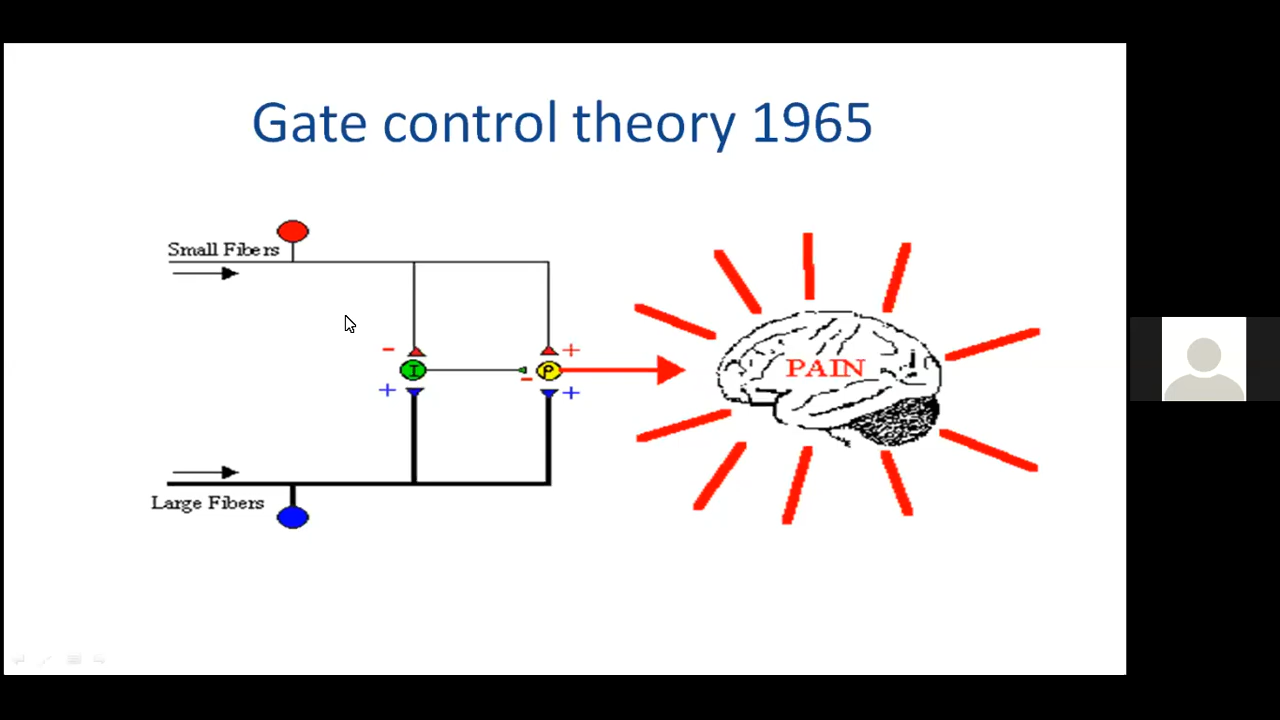 Gate control theory 1965
Small Fibers
- +
I P
+ - +
PAIN
Large Fibers